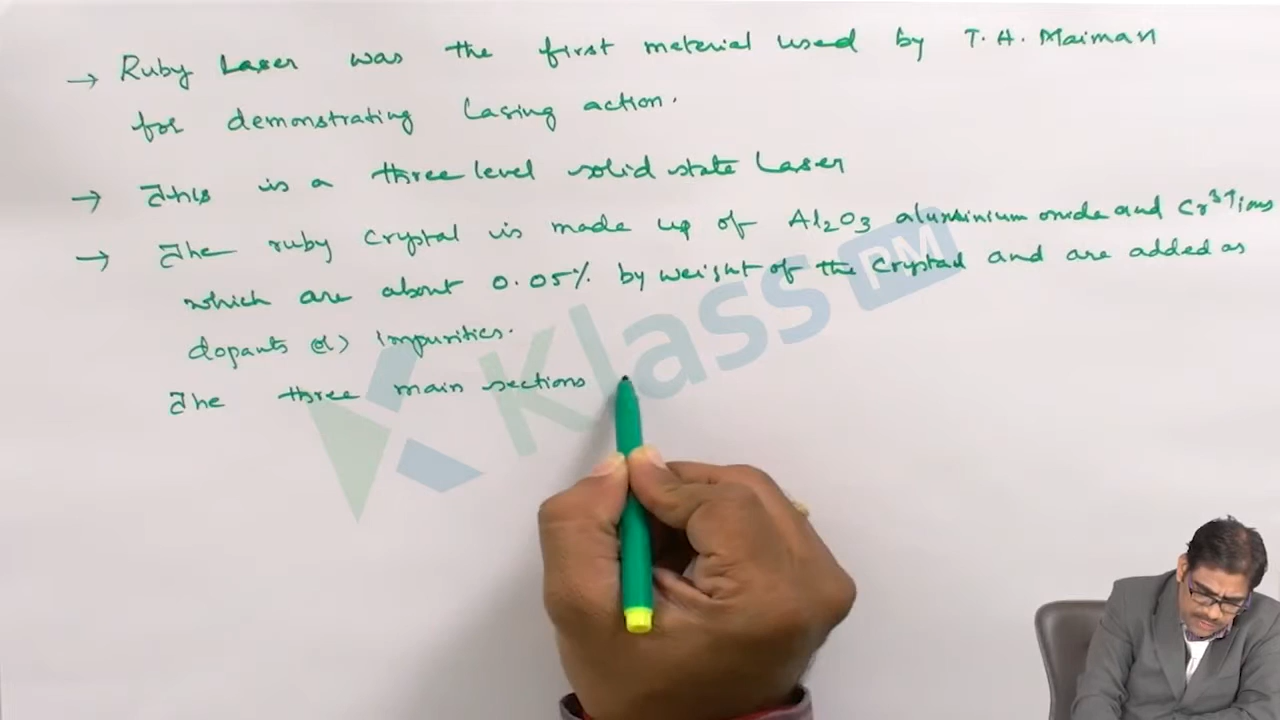 → Ruby Laser was the first material used by T. H. Maiman
for demonstrating Lasing action.
→ This is a three level solid state Laser
→ The ruby crystal is made up of Al2O3 aluminium oxide and Cr3+ ions
which are about 0.05% by weight of the crystal and are added as
dopants (or) impurities.
The three main sections
Klass PM